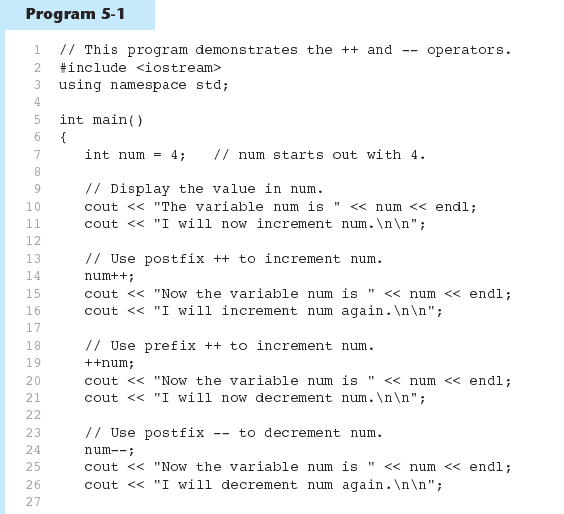 Program 5-1
1 // This program demonstrates the ++ and -- operators.
2 #include <iostream>
3 using namespace std;
4
5 int main()
6 {
7    int num = 4;   // num starts out with 4.
8
9    // Display the value in num.
10    cout << "The variable num is " << num << endl;
11    cout << "I will now increment num.\n\n";
12
13    // Use postfix ++ to increment num.
14    num++;
15    cout << "Now the variable num is " << num << endl;
16    cout << "I will increment num again.\n\n";
17
18    // Use prefix ++ to increment num.
19    ++num;
20    cout << "Now the variable num is " << num << endl;
21    cout << "I will now decrement num.\n\n";
22
23    // Use postfix -- to decrement num.
24    num--;
25    cout << "Now the variable num is " << num << endl;
26    cout << "I will decrement num again.\n\n";
27